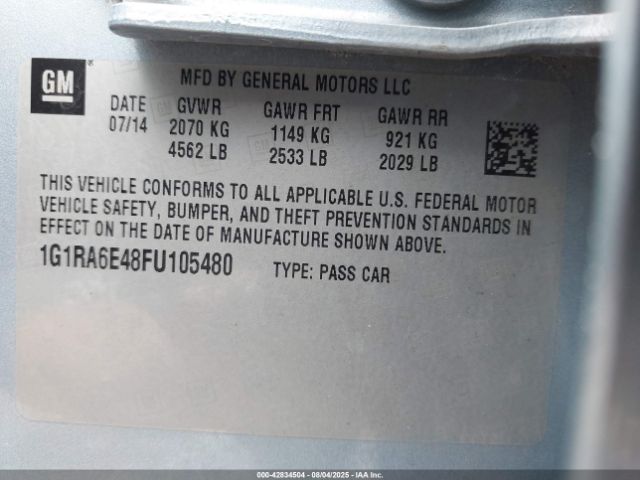 GM
MFD BY GENERAL MOTORS LLC
DATE GVWR GAWR FRT GAWR RR
07/14 2070 KG 1149 KG 921 KG
4562 LB 2533 LB 2029 LB
THIS VEHICLE CONFORMS TO ALL APPLICABLE U.S. FEDERAL MOTOR
VEHICLE SAFETY, BUMPER, AND THEFT PREVENTION STANDARDS IN
EFFECT ON THE DATE OF MANUFACTURE SHOWN ABOVE.
1G1RA6E48FU105480 TYPE: PASS CAR
000-42834504 - 08/04/2025 - IAA Inc.